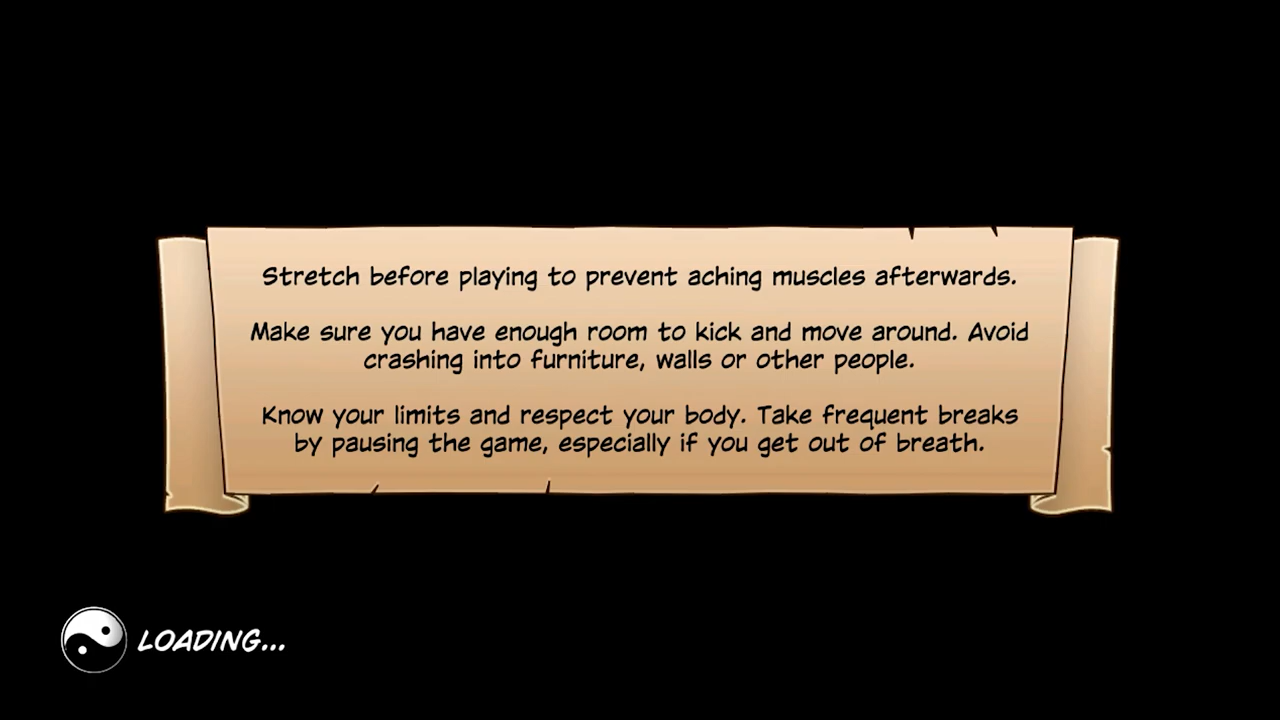 Stretch before playing to prevent aching muscles afterwards.
Make sure you have enough room to kick and move around. Avoid
crashing into furniture, walls or other people.
Know your limits and respect your body. Take frequent breaks
by pausing the game, especially if you get out of breath.
LOADING...